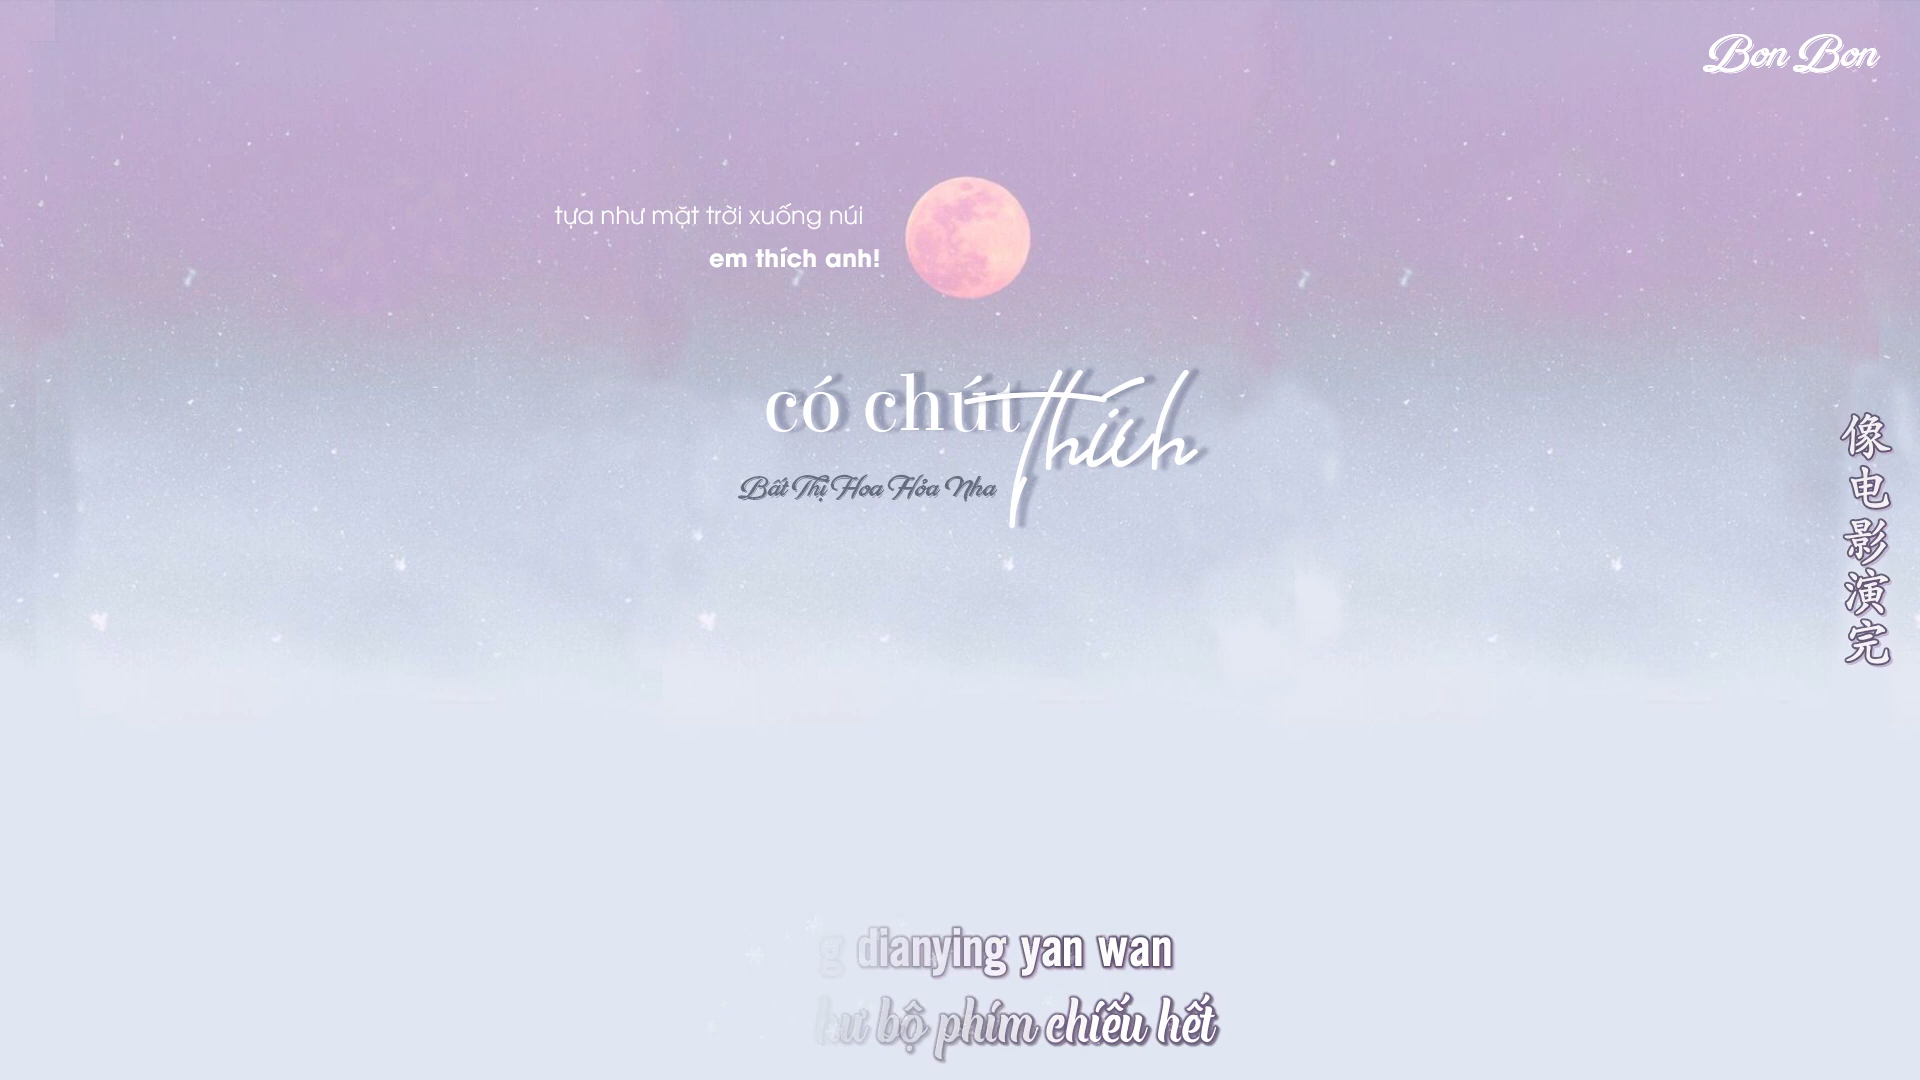 Bon Bon
tựa như mặt trời xuống núi
em thích anh!
có chút thích
Bất Thị Hoa Hỏa Nha
像电影演完
g dianying yan wan
hư bộ phím chiếu hết